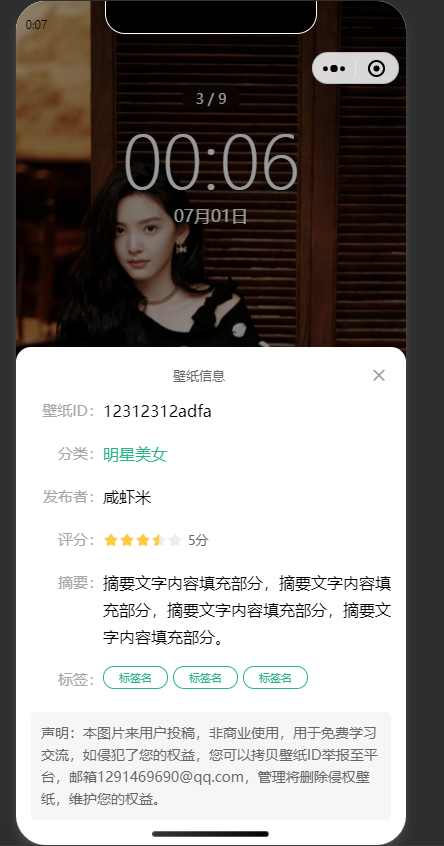 0:07
3 / 9
00:06
07月01日
壁纸信息
壁纸ID：12312312adfa
分类：明星美女
发布者：咸虾米
评分：5分
摘要：摘要文字内容填充部分，摘要文字内容填
充部分，摘要文字内容填充部分，摘要文
字内容填充部分。
标签：标签名 标签名 标签名
声明：本图片来用户投稿，非商业使用，用于免费学习
交流，如侵犯了您的权益，您可以拷贝壁纸ID举报至平
台，邮箱1291469690@qq.com，管理将删除侵权壁
纸，维护您的权益。